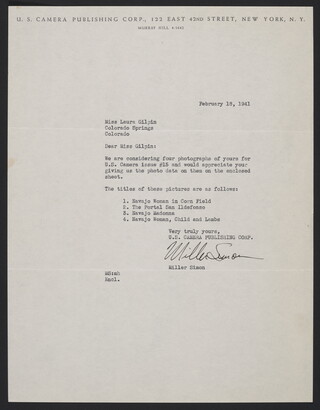 U. S. CAMERA PUBLISHING CORP., 122 EAST 42ND STREET, NEW YORK, N. Y.
MURRAY HILL
February 18, 1941
Miss Laura Gilpin
Colorado Springs
Colorado
Dear Miss Gilpin:
We are considering four photographs of yours for
U.S. Camera issue #15 and would appreciate your
giving us the photo data on them on the enclosed
sheet.
The titles of these pictures are as follows:
1. Navajo Woman in Corn Field
2. The Portal San Ildefonso
3. Navajo Madonna
4. Navajo Woman, Child and Lambs
Very truly yours,
U.S. CAMERA PUBLISHING CORP.
Miller Simon
Miller Simon
MS:mb
Encl.